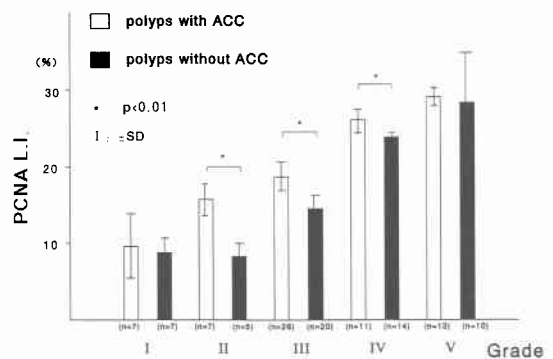 polyps with ACC
polyps without ACC
* p<0.01
I : ±SD
(%)
30
20
10
PCNA L.I.
(n=7) (n=7) (n=7) (n=5) (n=26) (n=20) (n=11) (n=14) (n=13) (n=10)
I II III IV V Grade
* * *